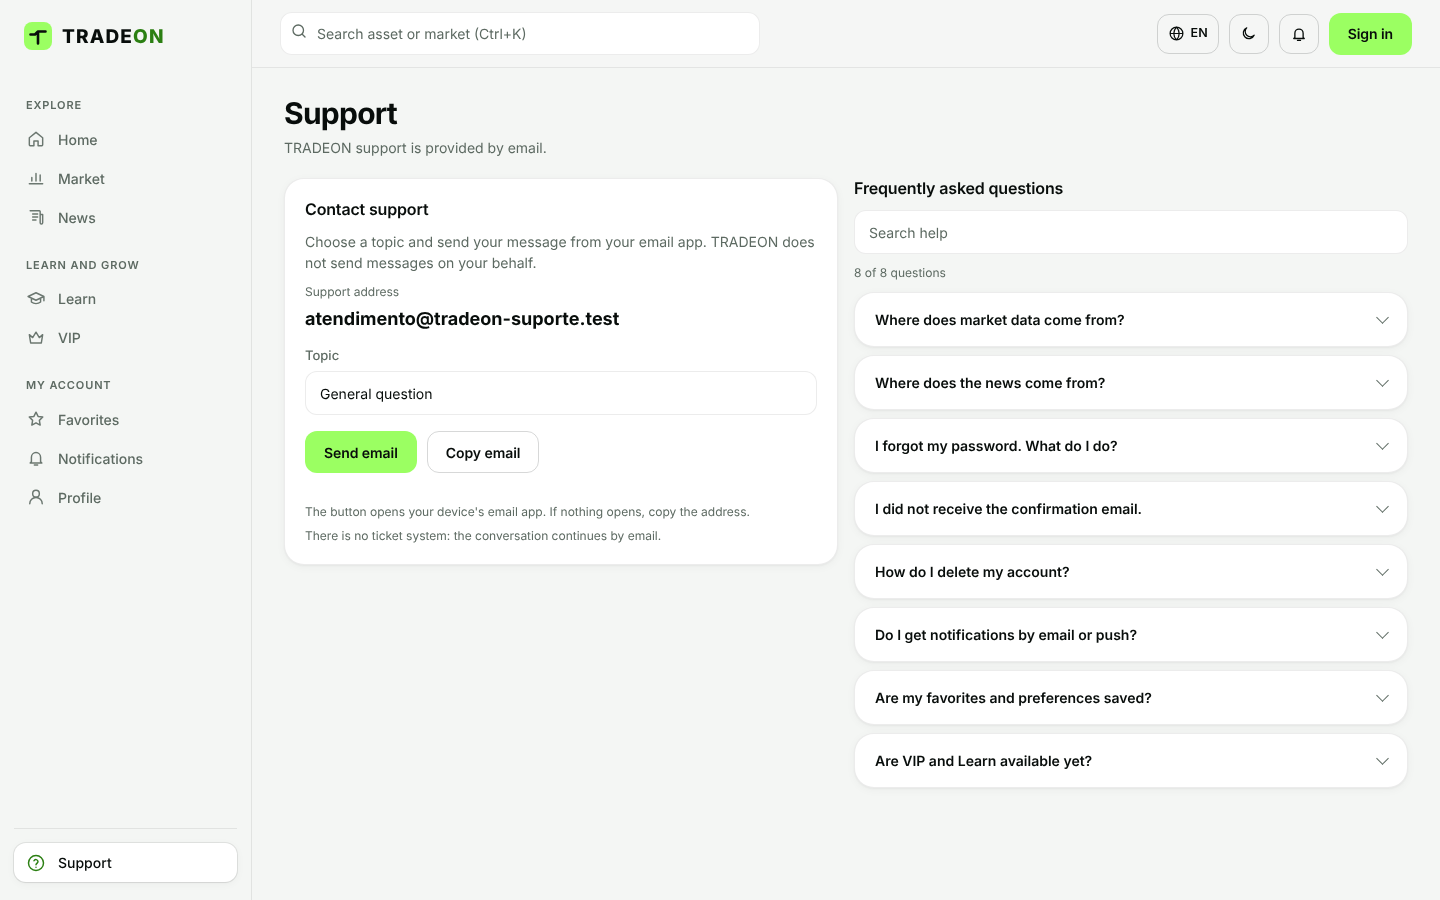 TRADEON
EXPLORE
Home
Market
News
LEARN AND GROW
Learn
VIP
MY ACCOUNT
Favorites
Notifications
Profile
Support
Search asset or market (Ctrl+K)
EN
Sign in
Support
TRADEON support is provided by email.
Contact support
Choose a topic and send your message from your email app. TRADEON does
not send messages on your behalf.
Support address
atendimento@tradeon-suporte.test
Topic
General question
Send email
Copy email
The button opens your device's email app. If nothing opens, copy the address.
There is no ticket system: the conversation continues by email.
Frequently asked questions
Search help
8 of 8 questions
Where does market data come from?
Where does the news come from?
I forgot my password. What do I do?
I did not receive the confirmation email.
How do I delete my account?
Do I get notifications by email or push?
Are my favorites and preferences saved?
Are VIP and Learn available yet?